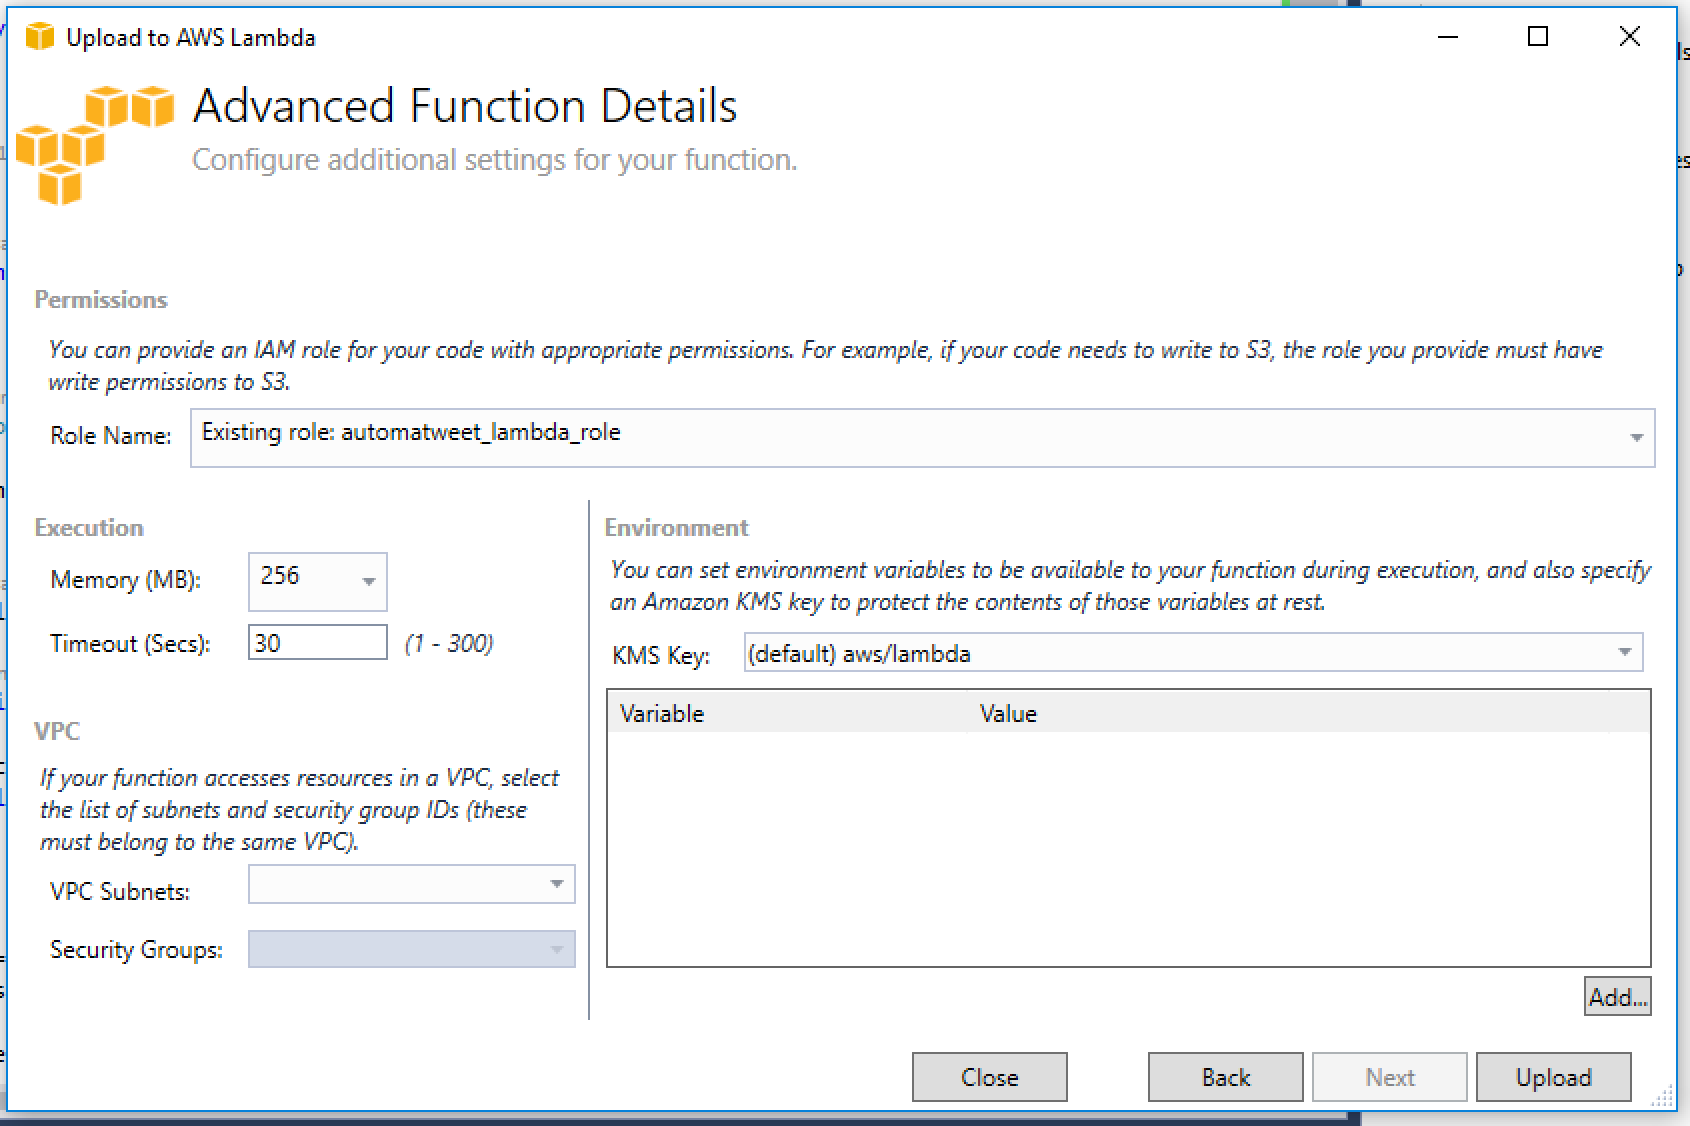 Upload to AWS Lambda
Advanced Function Details
Configure additional settings for your function.
Permissions
You can provide an IAM role for your code with appropriate permissions. For example, if your code needs to write to S3, the role you provide must have
write permissions to S3.
Role Name: Existing role: automatweet_lambda_role
Execution
Memory (MB): 256
Timeout (Secs): 30 (1 - 300)
VPC
If your function accesses resources in a VPC, select
the list of subnets and security group IDs (these
must belong to the same VPC).
VPC Subnets:
Security Groups:
Environment
You can set environment variables to be available to your function during execution, and also specify
an Amazon KMS key to protect the contents of those variables at rest.
KMS Key: (default) aws/lambda
Variable Value
Add...
Close Back Next Upload